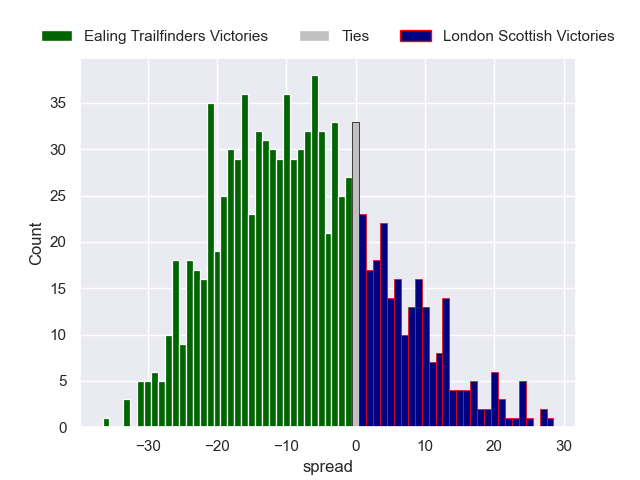 Ealing Trailfinders Victories Ties London Scottish Victories
35
30
25
20
15
10
5
0
Count
−30 −20 −10 0 10 20 30
spread